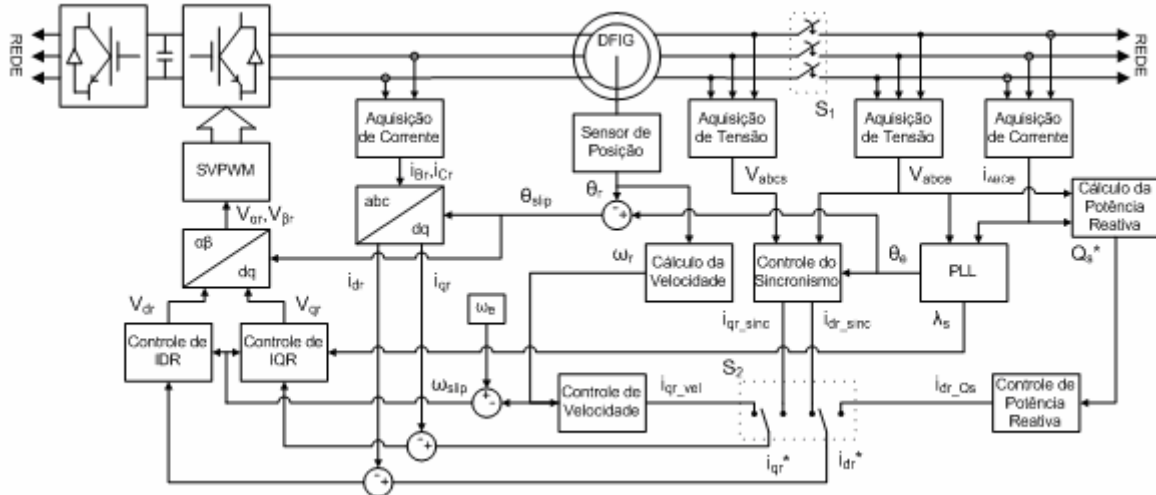 REDE
DFIG
REDE
S1
Aquisição
de Corrente
Sensor de
Posição
Aquisição
de Tensão
Aquisição
de Tensão
Aquisição
de Corrente
SVPWM
iBr,iCr
θr
Vabcs
Vabce
iABCe
Vαr,Vβr
abc
dq
θslip
- +
Cálculo da
Potência
Reativa
αβ
dq
idr
iqr
ωr
Cálculo da
Velocidade
Controle do
Sincronismo
θe
PLL
Qs*
Vdr
Vqr
ωe
iqr_sinc
idr_sinc
λs
Controle de
IDR
Controle de
IQR
S2
ωslip
Controle de
Velocidade
iqr_vel
idr_Qs
Controle de
Potência
Reativa
- +
iqr*
idr*
- +